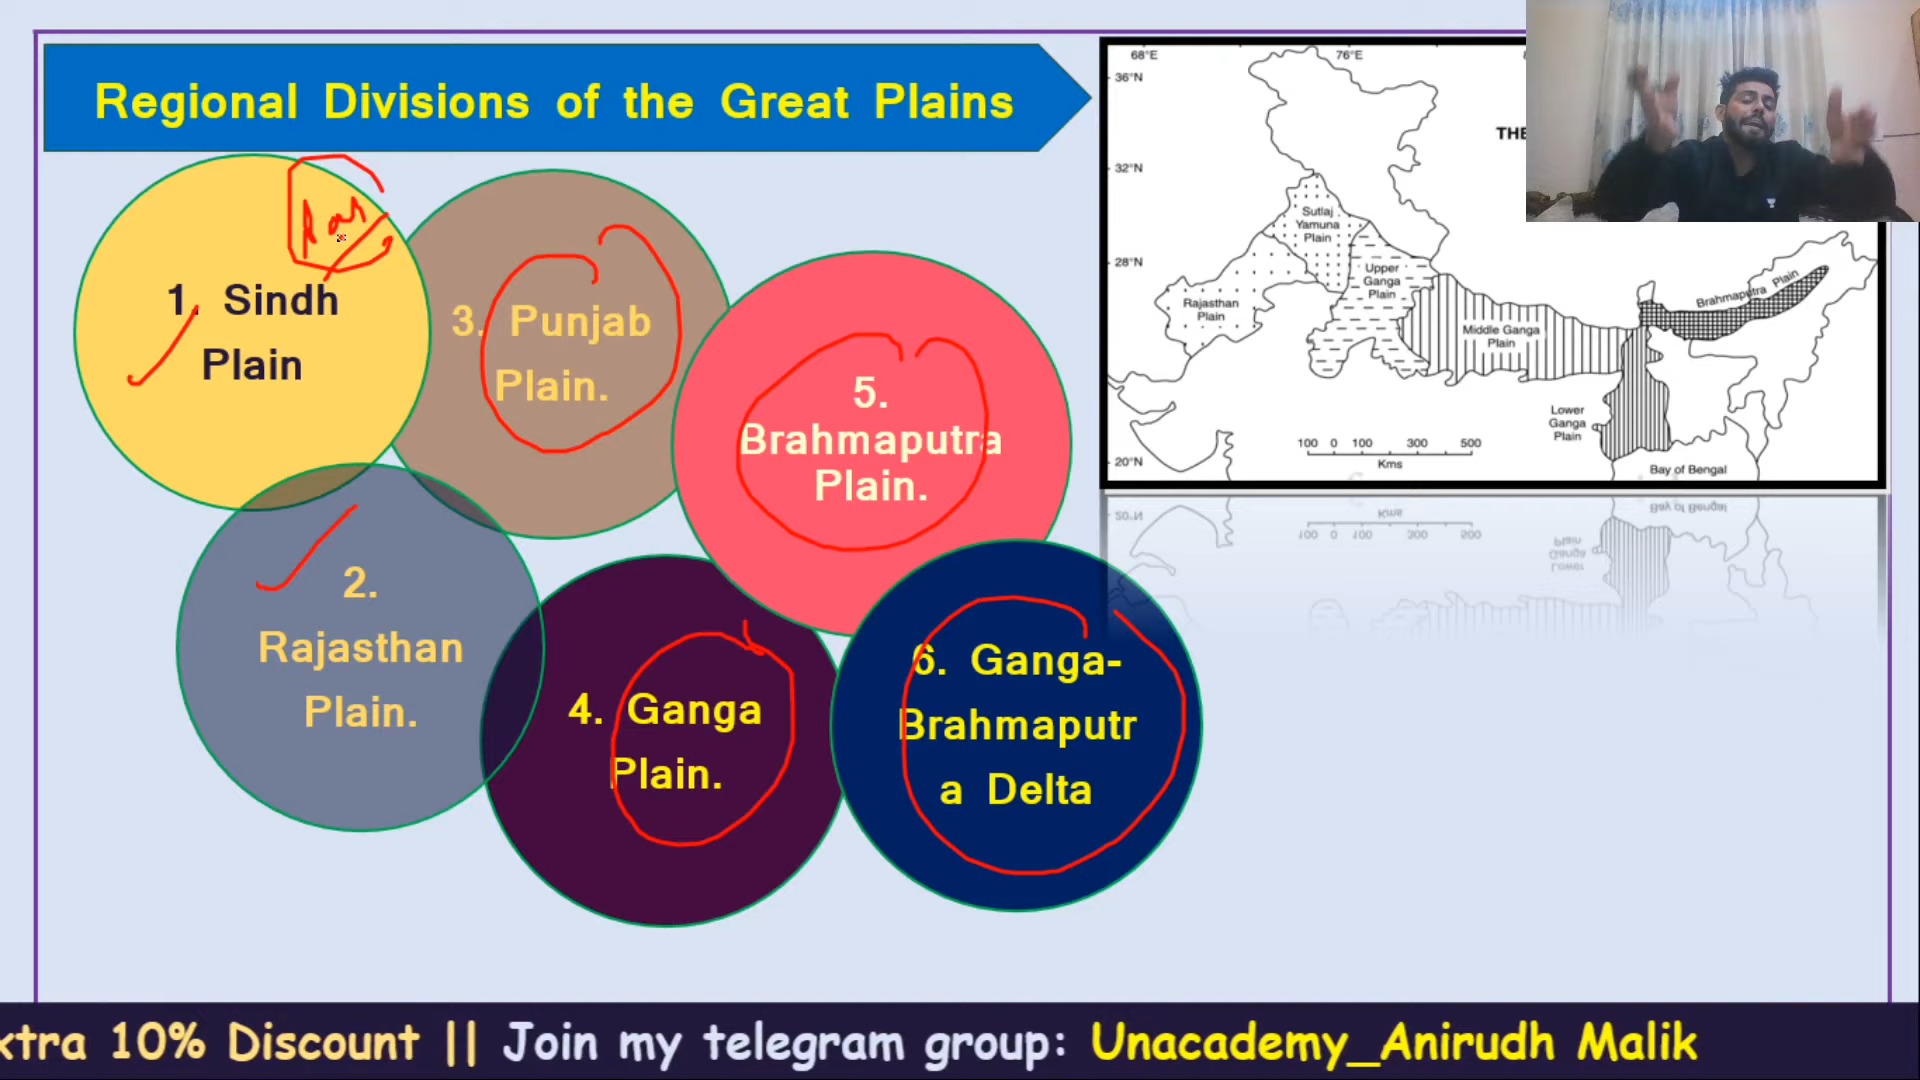 Regional Divisions of the Great Plains
1. Sindh
Plain
3. Punjab
Plain.
5.
Brahmaputra
Plain.
2.
Rajasthan
Plain.
4. Ganga
Plain.
6. Ganga-
Brahmaputr
a Delta
68°E
76°E
36°N
32°N
28°N
20°N
THE
Sutlaj
Yamuna
Plain
Rajasthan
Plain
Upper
Ganga
Plain
Middle Ganga
Plain
Brahmaputra Plain
Lower
Ganga
Plain
100 0 100 300 500
Kms
Bay of Bengal
xtra 10% Discount || Join my telegram group: Unacademy_Anirudh Malik